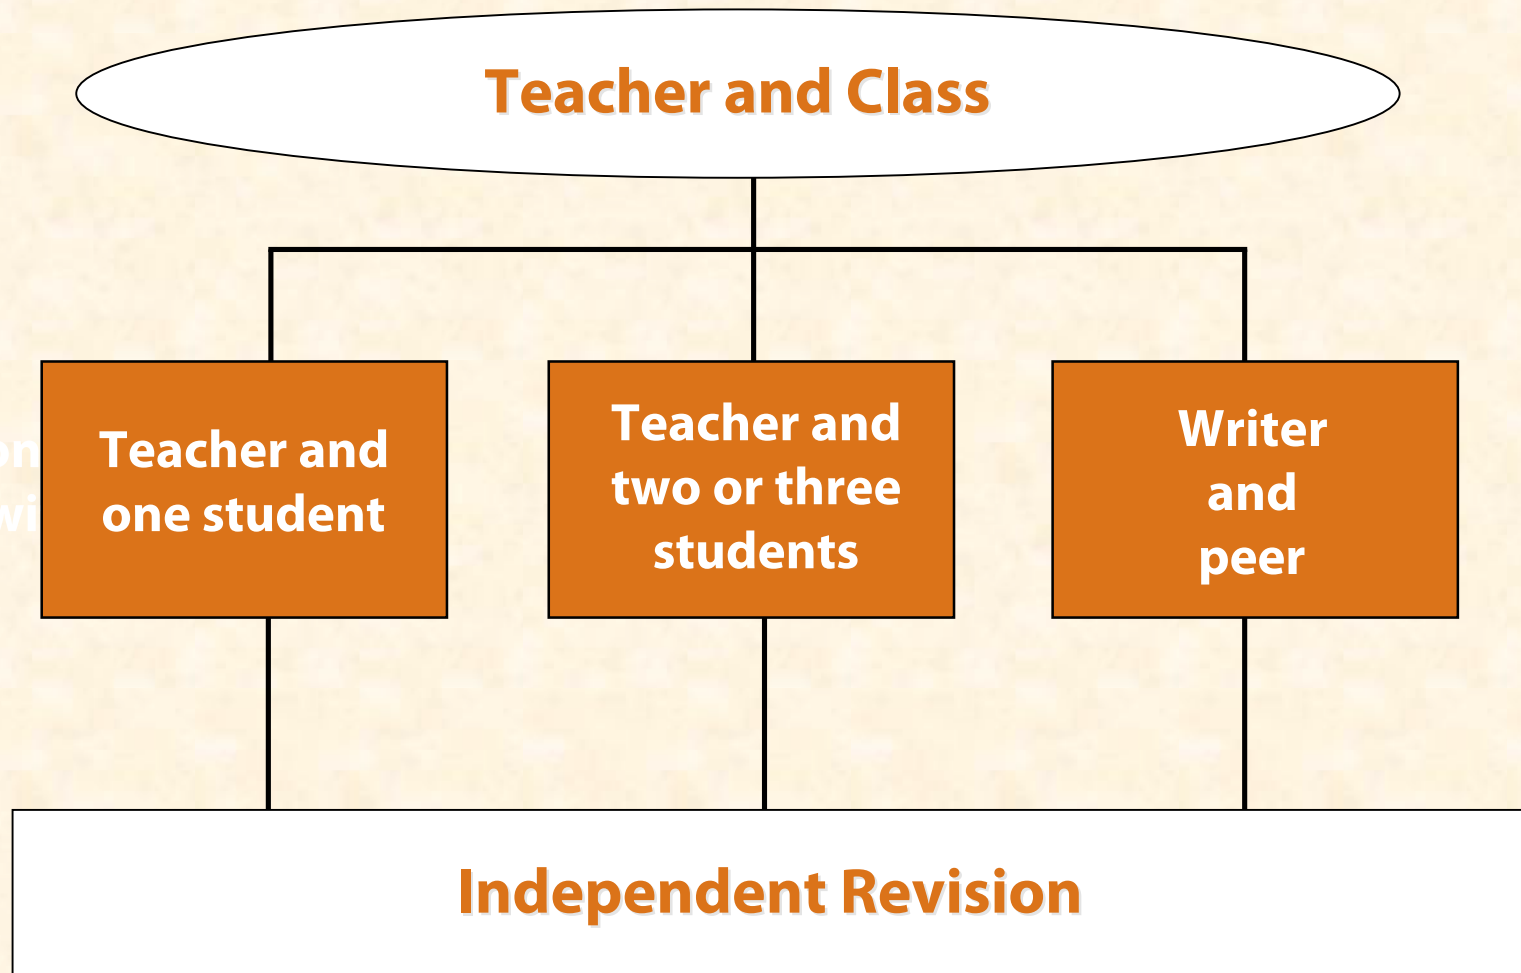 Teacher and Class
Teacher and
one student
Teacher and
two or three
students
Writer
and
peer
Independent Revision